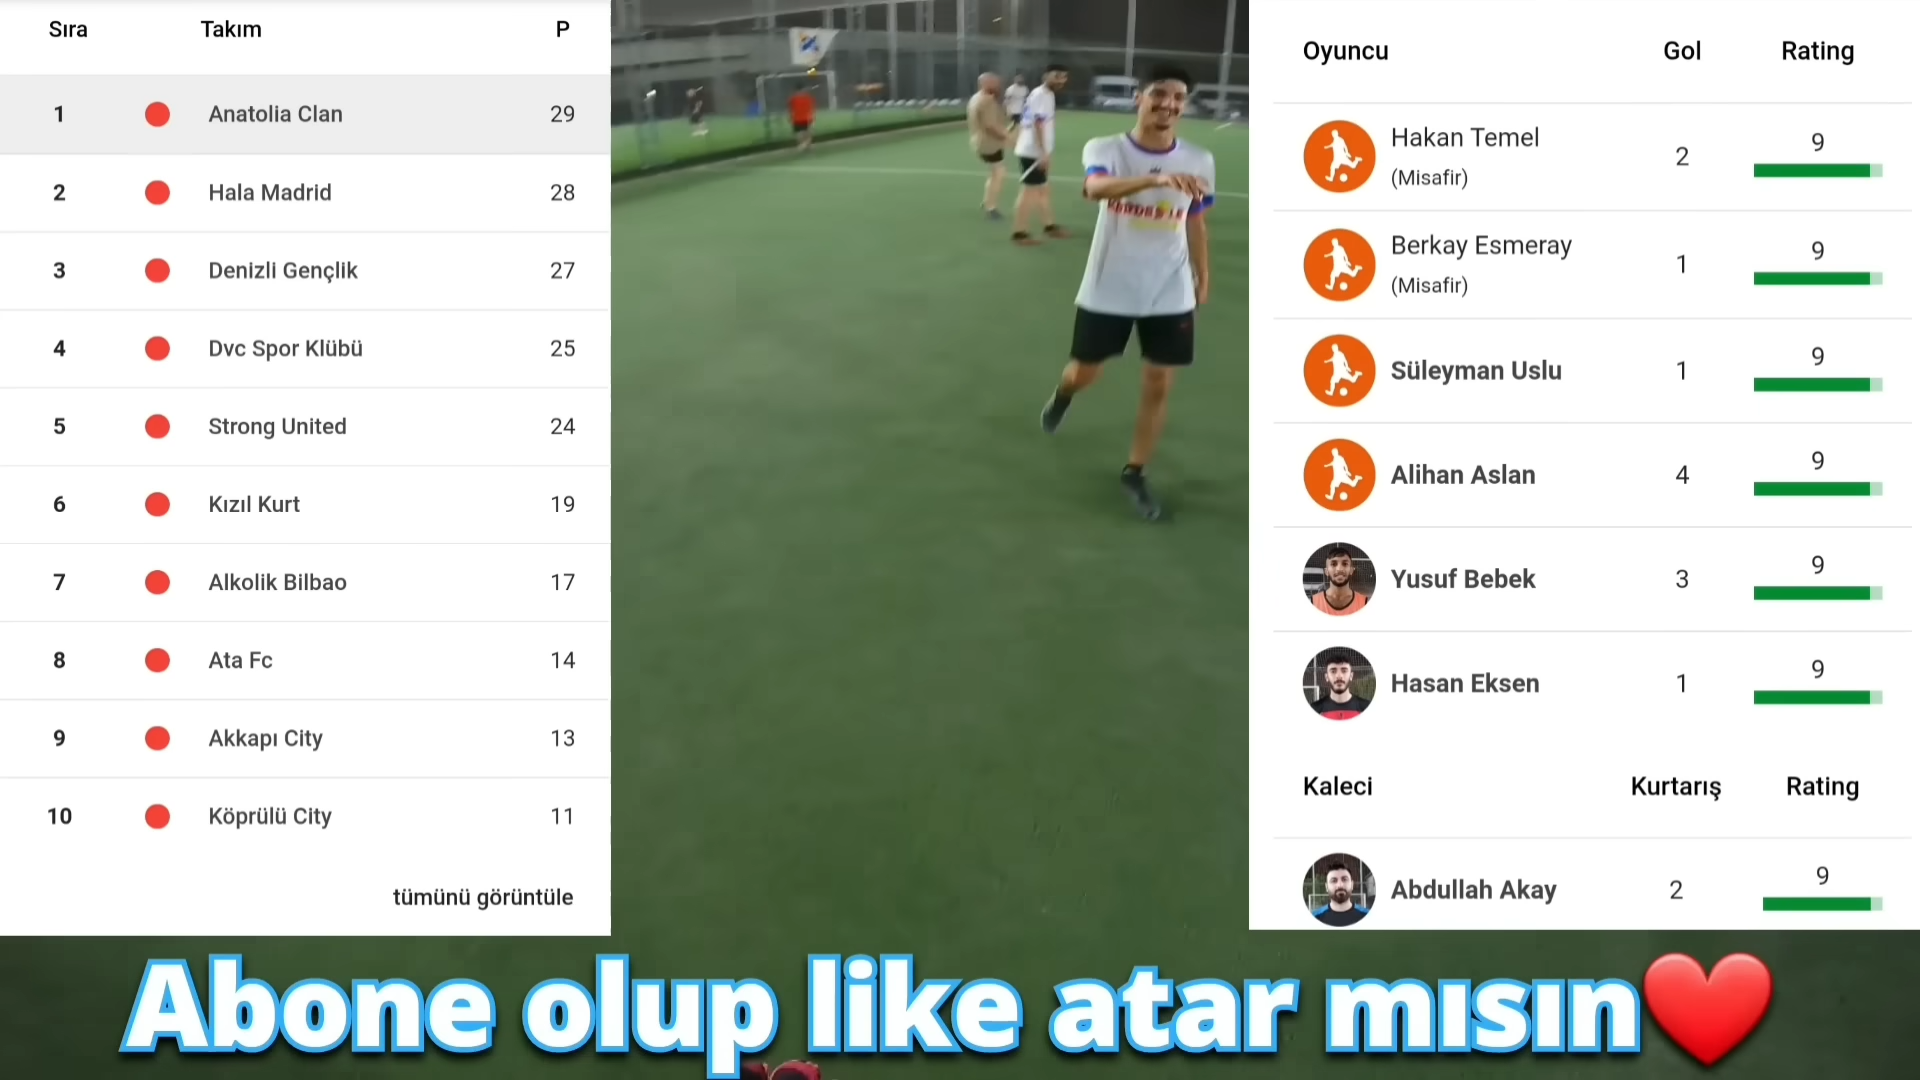 Sıra Takım P
1 Anatolia Clan 29
2 Hala Madrid 28
3 Denizli Gençlik 27
4 Dvc Spor Klübü 25
5 Strong United 24
6 Kızıl Kurt 19
7 Alkolik Bilbao 17
8 Ata Fc 14
9 Akkapı City 13
10 Köprülü City 11
tümünü görüntüle
Oyuncu Gol Rating
Hakan Temel 2 9
(Misafir)
Berkay Esmeray 1 9
(Misafir)
Süleyman Uslu 1 9
Alihan Aslan 4 9
Yusuf Bebek 3 9
Hasan Eksen 1 9
Kaleci Kurtarış Rating
Abdullah Akay 2 9
Abone olup like atar mısın❤️